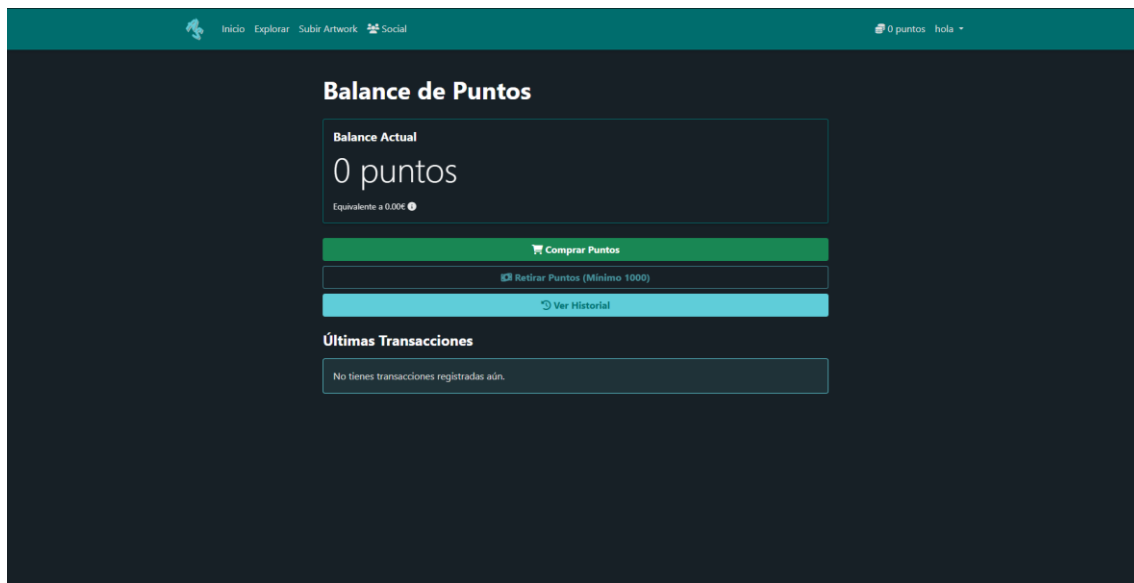 Inicio Explorar Subir Artwork Social 0 puntos hola
Balance de Puntos
Balance Actual
0 puntos
Equivalente a 0.00€
Comprar Puntos
Retirar Puntos (Mínimo 1000)
Ver Historial
Últimas Transacciones
No tienes transacciones registradas aún.